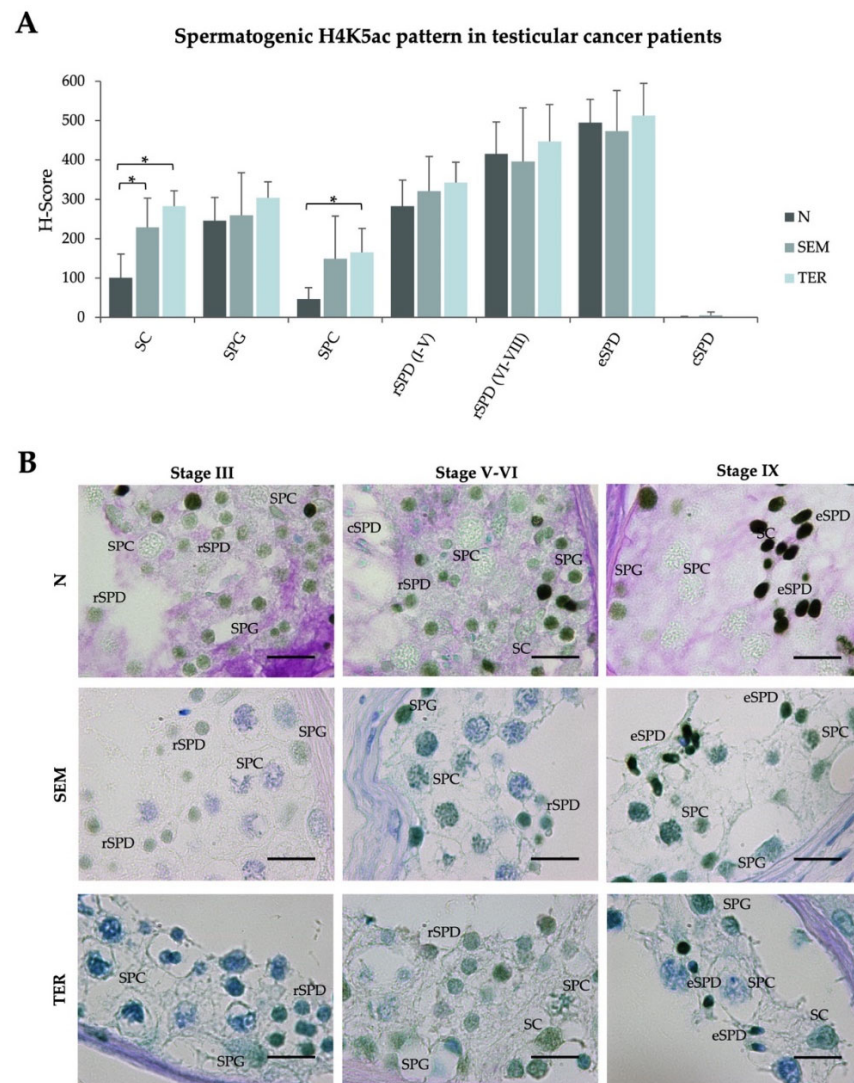 A
Spermatogenic H4K5ac pattern in testicular cancer patients
600
500
400
300
200
100
0
H-Score
*
*
*
N
SEM
TER
SC
SPG
SPC
rSPD (I-V)
rSPD (VI-VIII)
eSPD
cSPD
B
Stage III
Stage V-VI
Stage IX
N
SPC
SPC
rSPD
rSPD
SPG
cSPD
SPC
SPG
rSPD
SC
eSPD
SC
SPG
SPC
eSPD
SEM
rSPD
SPG
SPC
rSPD
SPG
SPC
rSPD
eSPD
eSPD
SPC
SPC
SPG
TER
SPC
rSPD
SPG
rSPD
SPC
SC
SPG
SPG
eSPD
SPC
SC
eSPD